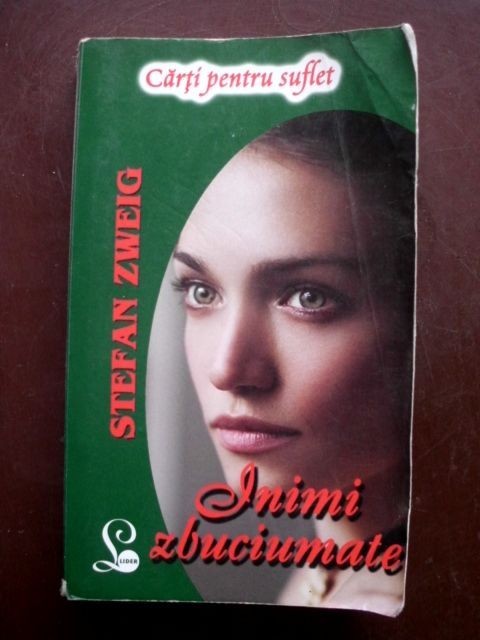 Cărți pentru suflet
STEFAN ZWEIG
Inimi
zbuciumate
L
LIDER